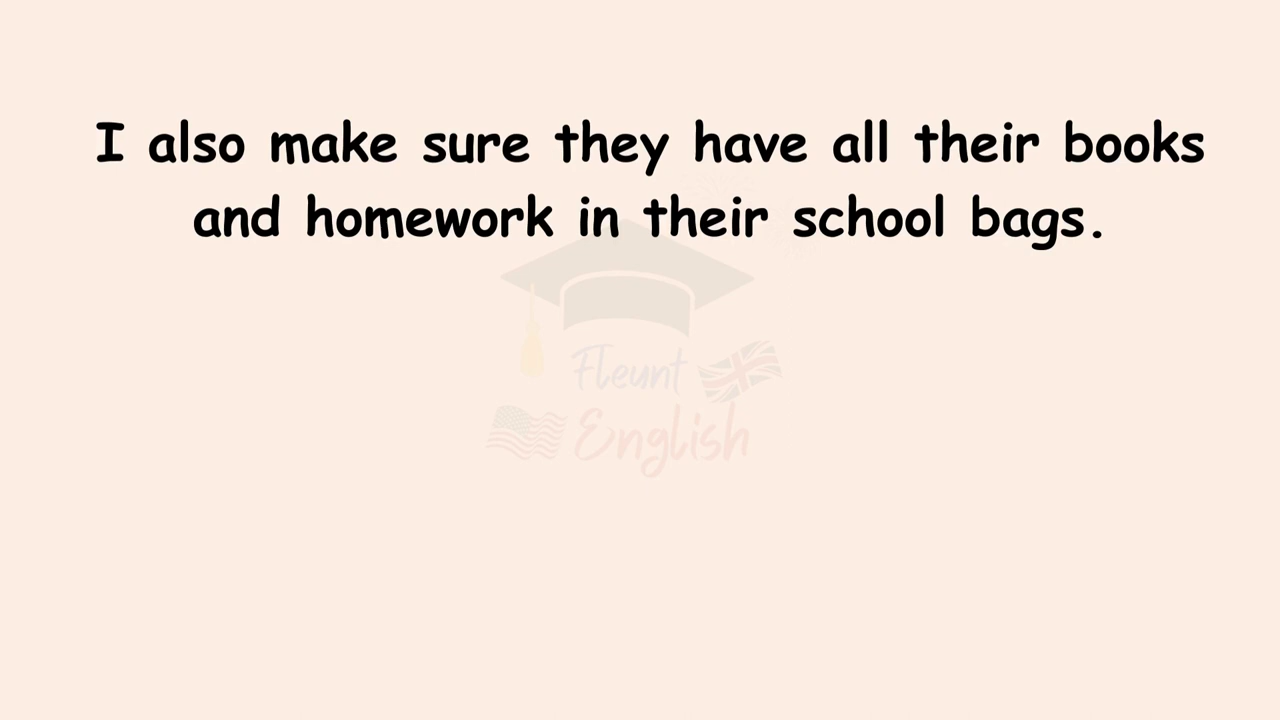 I also make sure they have all their books
and homework in their school bags.
Fleunt
English